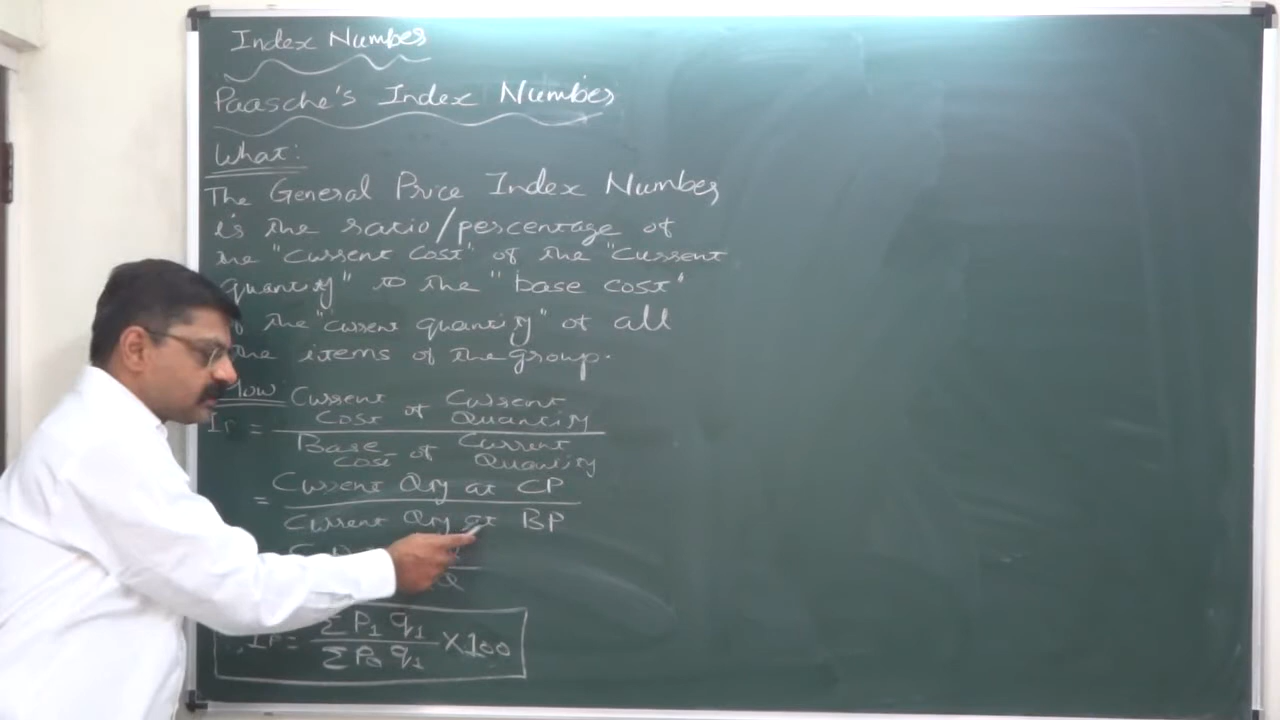 Index Number
Paasche's Index Number
What:
The General Price Index Number
is the ratio/percentage of
the "Current Cost" of the "Current
quantity" to the "base cost"
the "Current quantity" of all
the items of the group.
How: Current Cost of Current Quantity
Ip = Base Cost of Current Quantity
= Current Qty at CP
Current Qty at BP
Q
Ip = Σ P₁ q₁ / Σ P₀ q₁ X 100